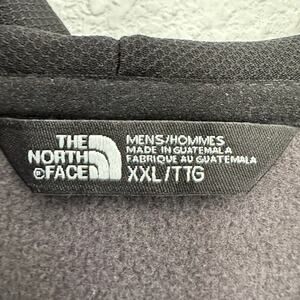 THE
NORTH
FACE
®
MENS/HOMMES
MADE IN GUATEMALA
FABRIQUE AU GUATEMALA
XXL/TTG